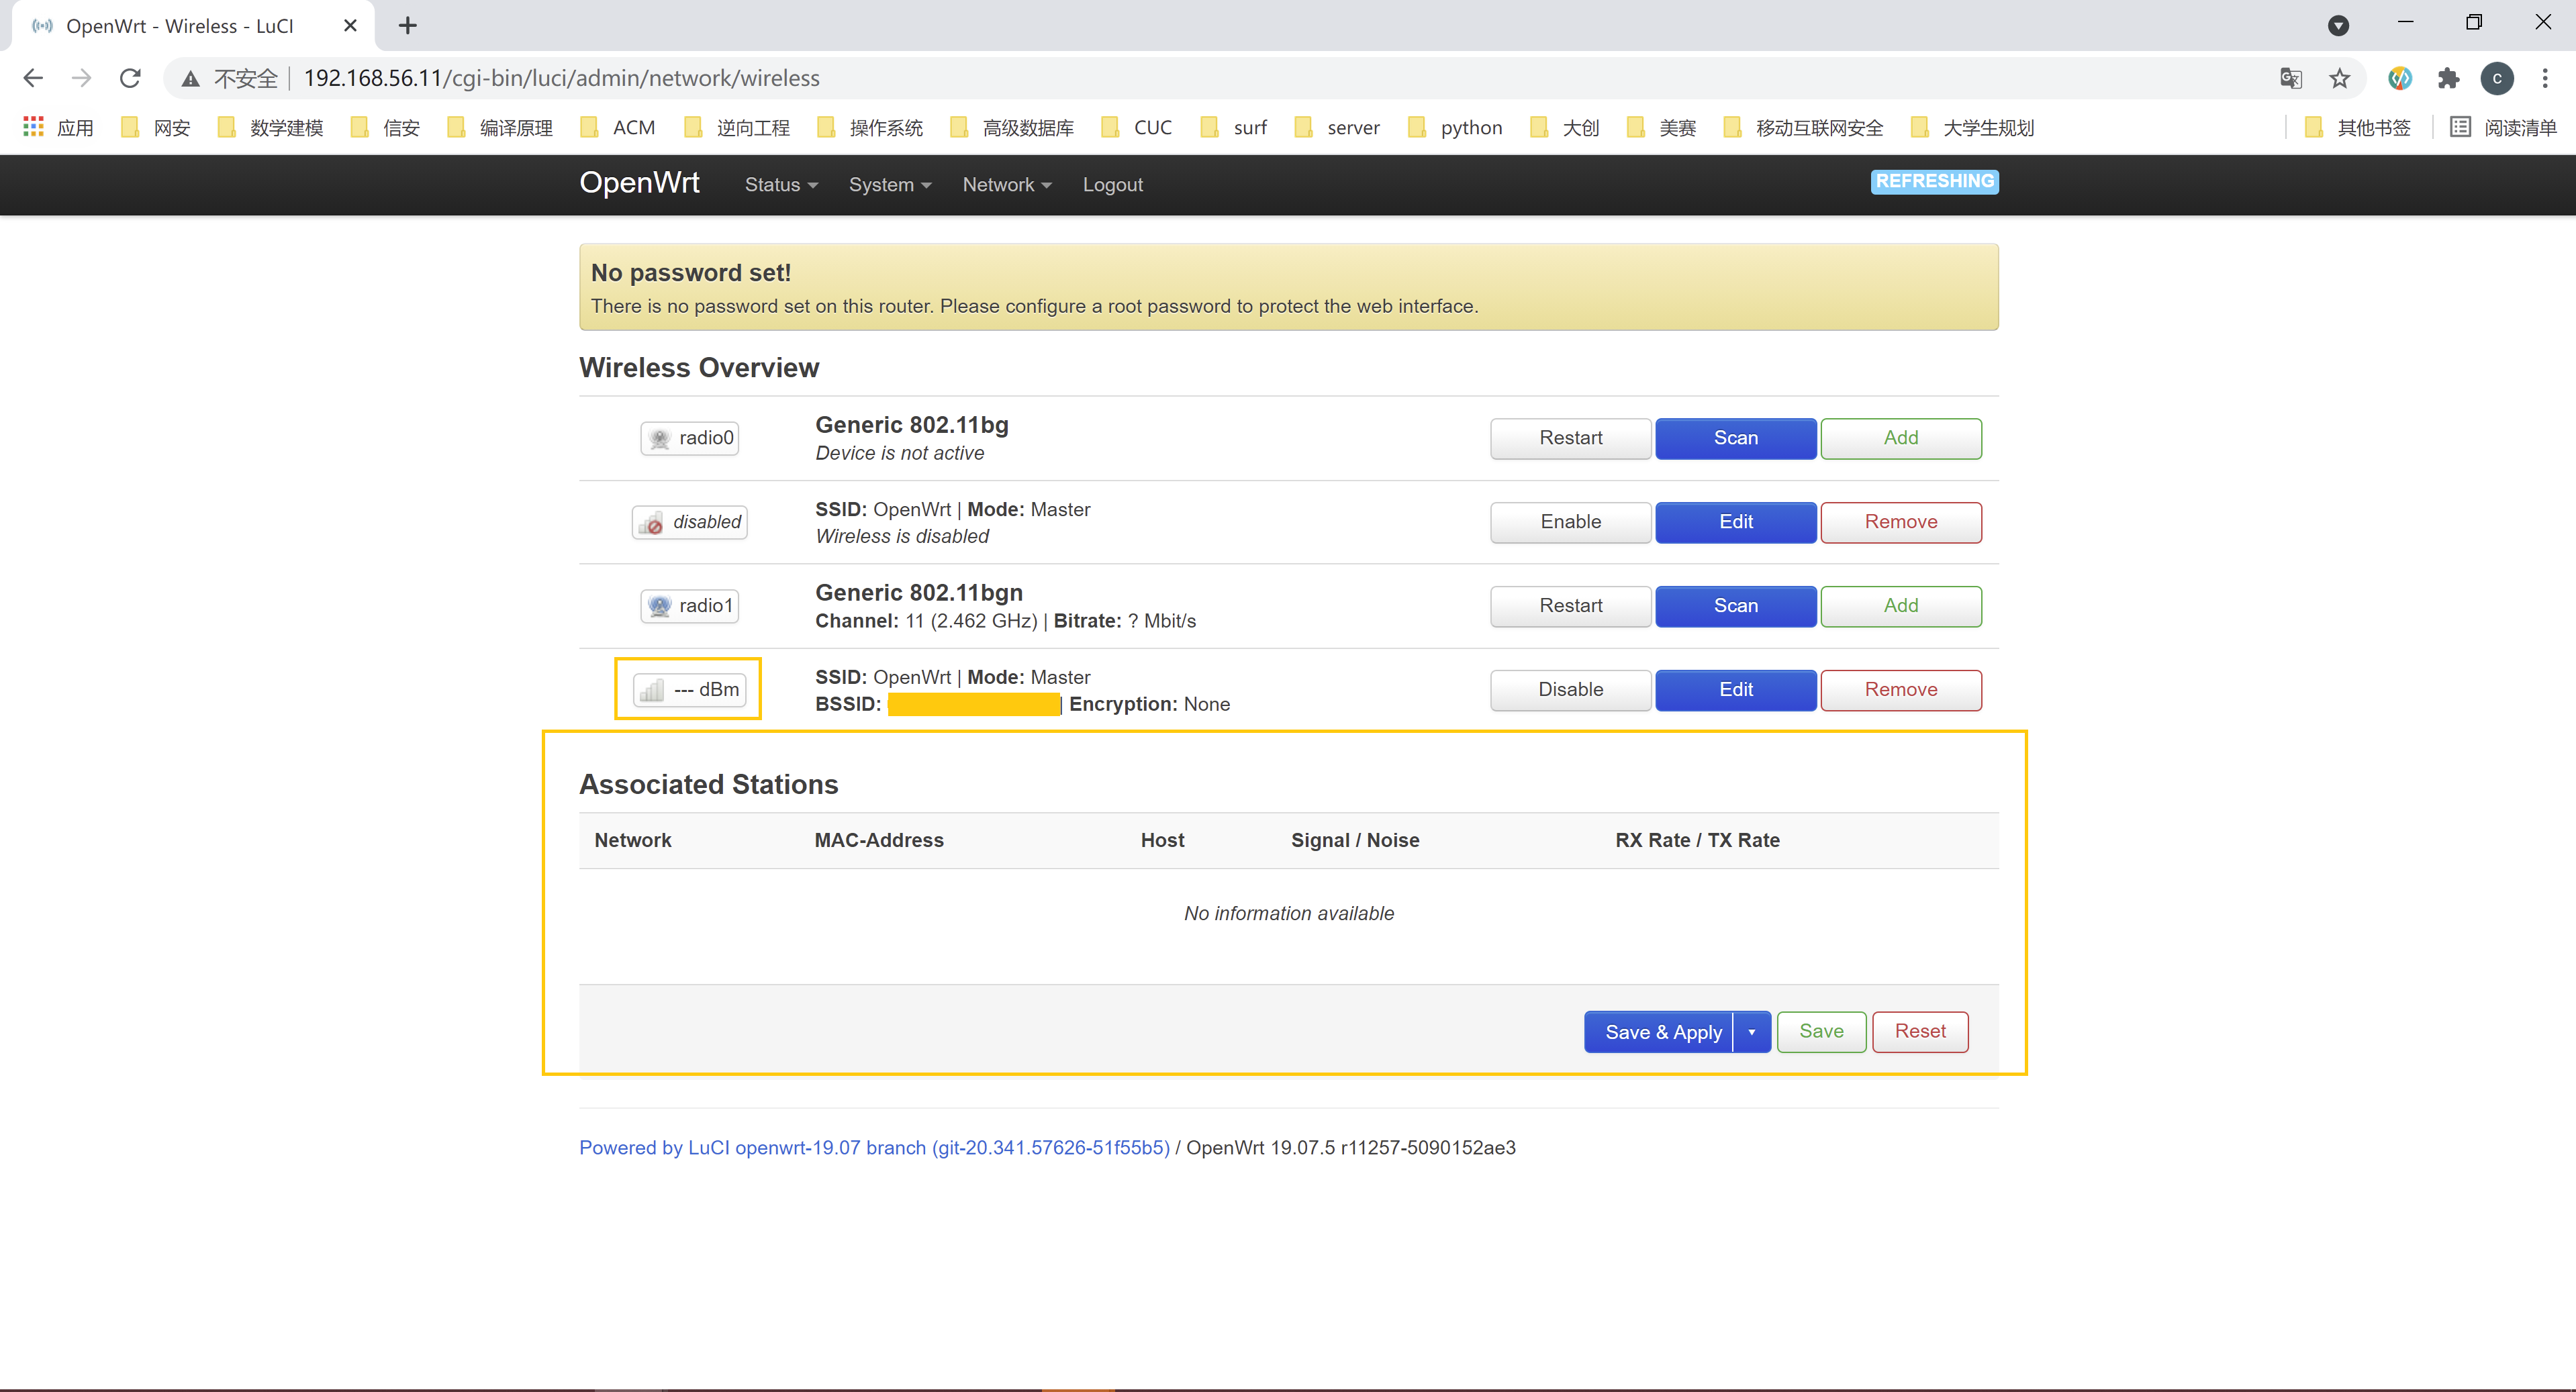 OpenWrt - Wireless - LuCI
不安全 192.168.56.11/cgi-bin/luci/admin/network/wireless C
应用 网安 数学建模 信安 编译原理 ACM 逆向工程 操作系统 高级数据库 CUC surf server python 大创 美赛 移动互联网安全 大学生规划 其他书签 阅读清单
OpenWrt Status System Network Logout REFRESHING
No password set!
There is no password set on this router. Please configure a root password to protect the web interface.
Wireless Overview
radio0 Generic 802.11bg Restart Scan Add
Device is not active
disabled SSID: OpenWrt | Mode: Master Enable Edit Remove
Wireless is disabled
radio1 Generic 802.11bgn Restart Scan Add
Channel: 11 (2.462 GHz) | Bitrate: ? Mbit/s
--- dBm SSID: OpenWrt | Mode: Master Disable Edit Remove
BSSID: | Encryption: None
Associated Stations
Network MAC-Address Host Signal / Noise RX Rate / TX Rate
No information available
Save & Apply Save Reset
Powered by LuCI openwrt-19.07 branch (git-20.341.57626-51f55b5) / OpenWrt 19.07.5 r11257-5090152ae3